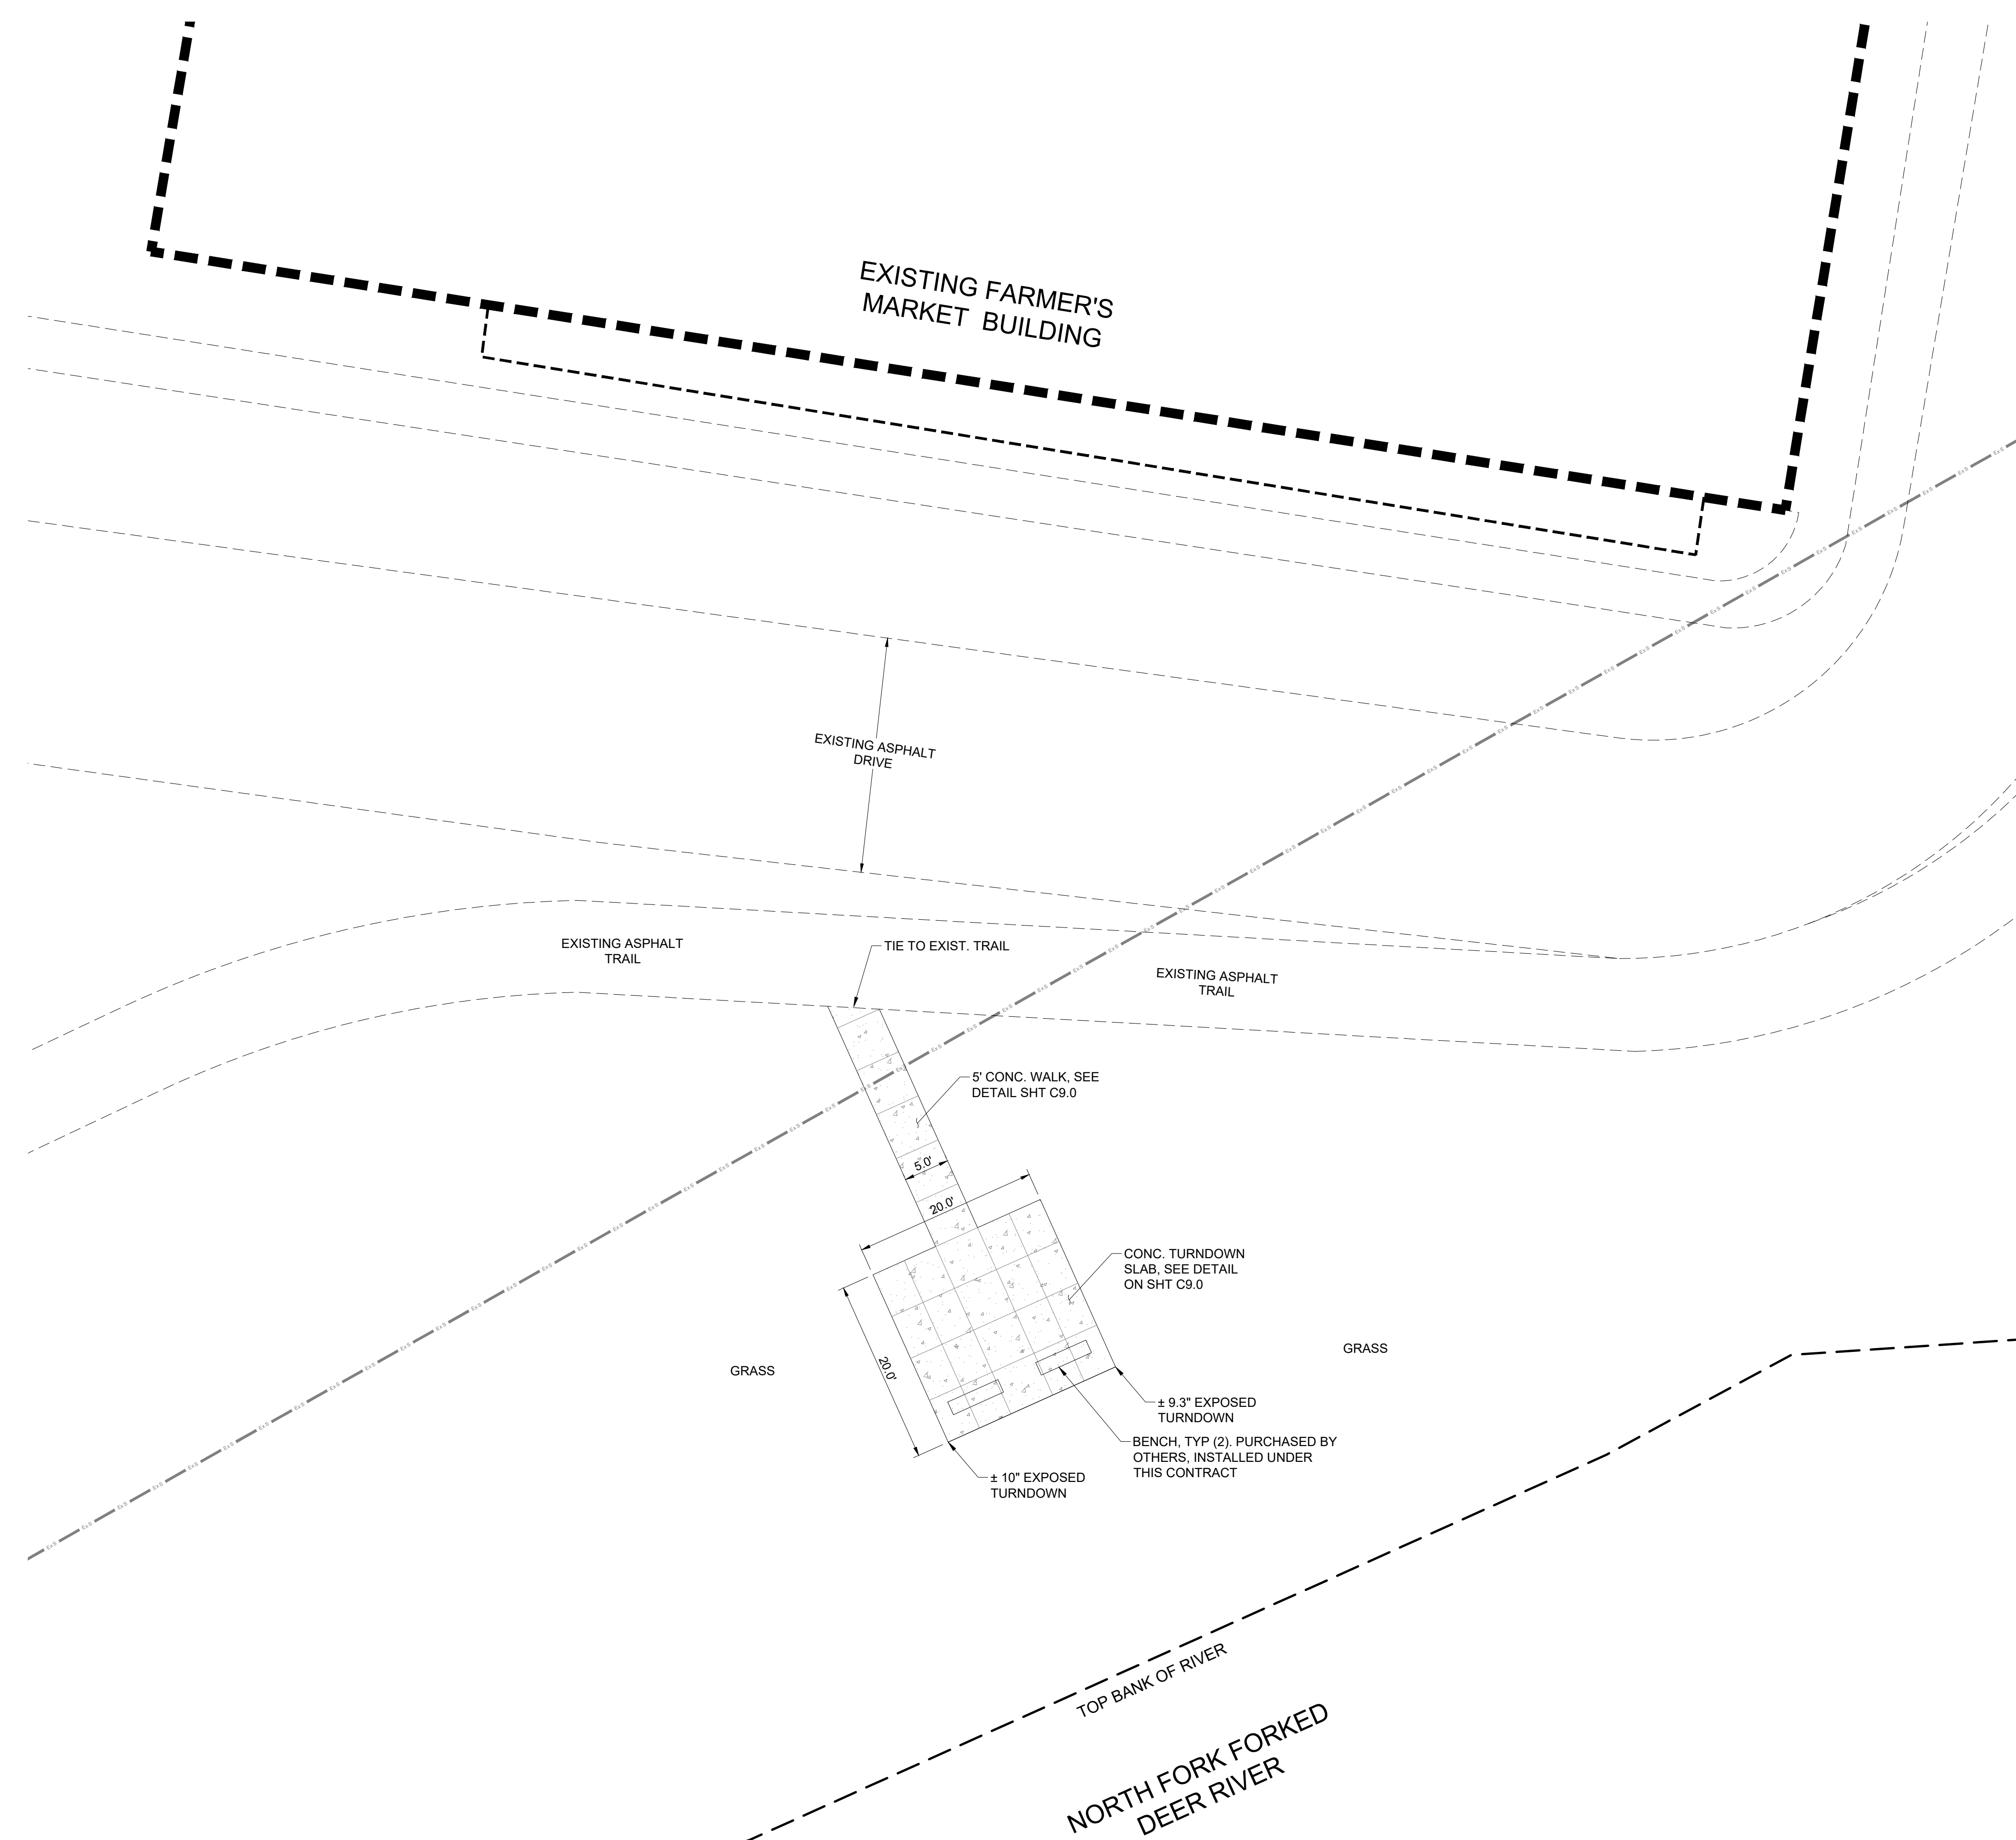 EXISTING FARMER'S
MARKET BUILDING
EXISTING ASPHALT
DRIVE
EXISTING ASPHALT
TRAIL
TIE TO EXIST. TRAIL
EXISTING ASPHALT
TRAIL
5' CONC. WALK, SEE
DETAIL SHT C9.0
5.0'
20.0'
CONC. TURNDOWN
SLAB, SEE DETAIL
ON SHT C9.0
20.0'
GRASS
GRASS
± 9.3" EXPOSED
TURNDOWN
BENCH, TYP (2). PURCHASED BY
OTHERS, INSTALLED UNDER
THIS CONTRACT
± 10" EXPOSED
TURNDOWN
TOP BANK OF RIVER
NORTH FORK FORKED
DEER RIVER
ExS